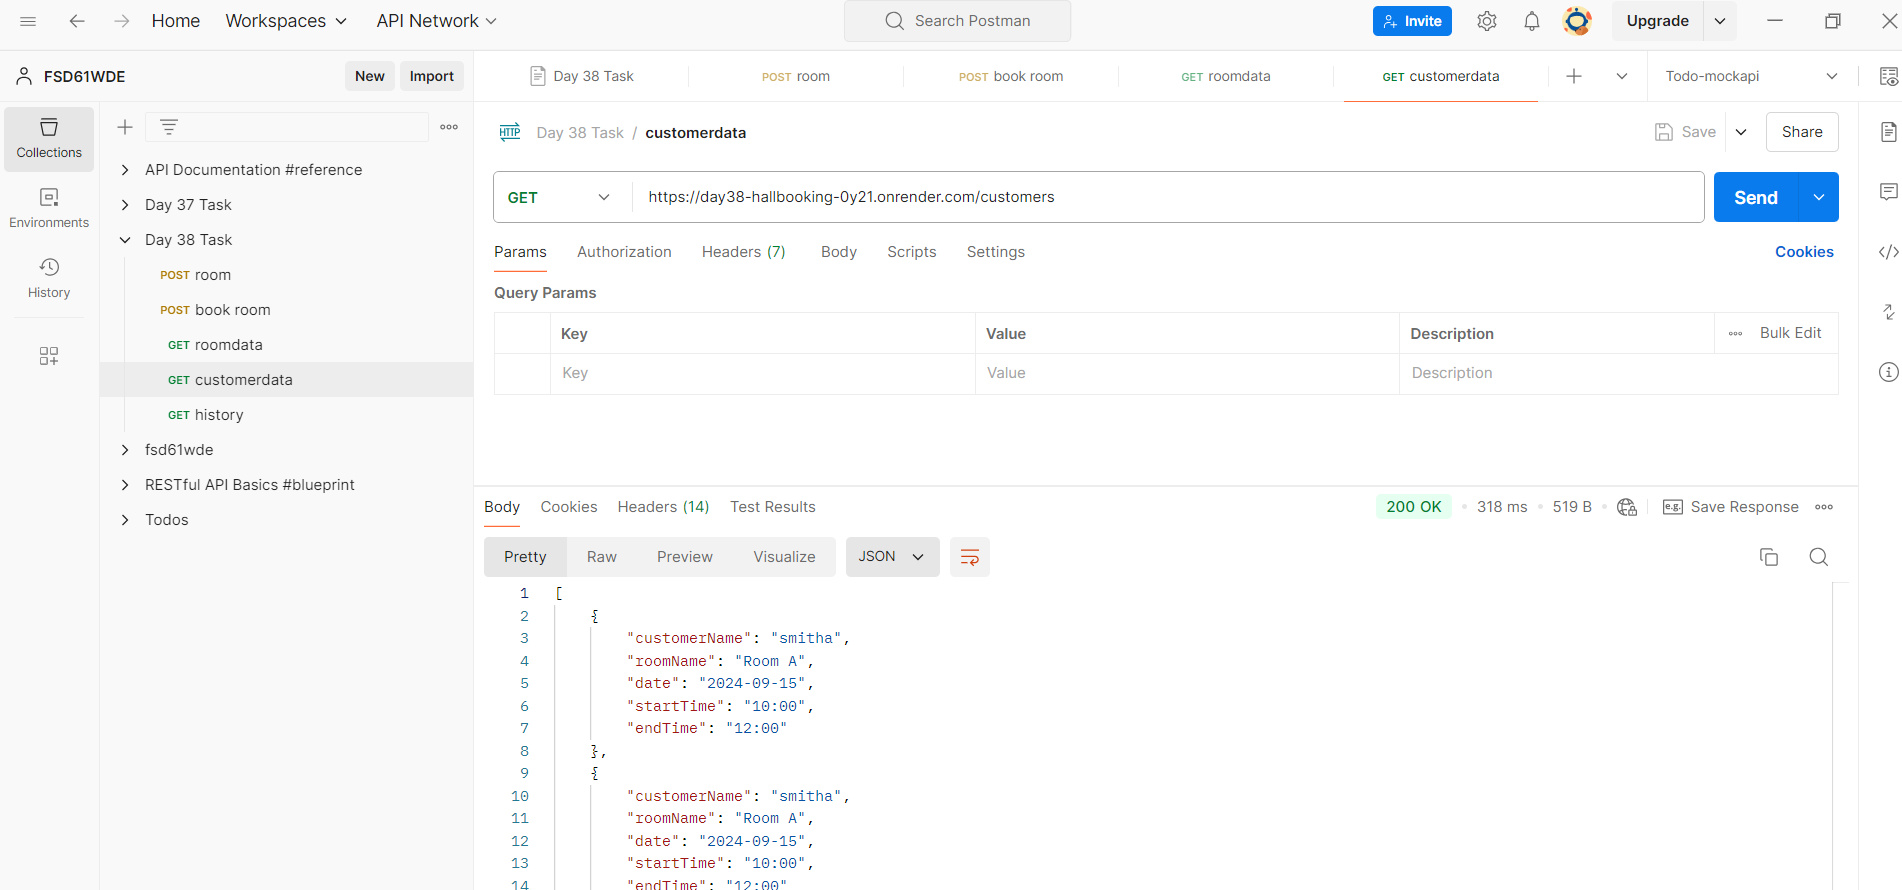 Home Workspaces API Network Search Postman Invite Upgrade
FSD61WDE New Import Day 38 Task POST room POST book room GET roomdata GET customerdata Todo-mockapi
Collections
Environments
History
API Documentation #reference
Day 37 Task
Day 38 Task
POST room
POST book room
GET roomdata
GET customerdata
GET history
fsd61wde
RESTful API Basics #blueprint
Todos
HTTP Day 38 Task / customerdata Save Share
GET https://day38-hallbooking-0y21.onrender.com/customers Send
Params Authorization Headers (7) Body Scripts Settings Cookies
Query Params
Key Value Description Bulk Edit
Key Value Description
Body Cookies Headers (14) Test Results 200 OK 318 ms 519 B e.g. Save Response
Pretty Raw Preview Visualize JSON
1 [
2 {
3 "customerName": "smitha",
4 "roomName": "Room A",
5 "date": "2024-09-15",
6 "startTime": "10:00",
7 "endTime": "12:00"
8 },
9 {
10 "customerName": "smitha",
11 "roomName": "Room A",
12 "date": "2024-09-15",
13 "startTime": "10:00",
14 "endTime": "12:00"